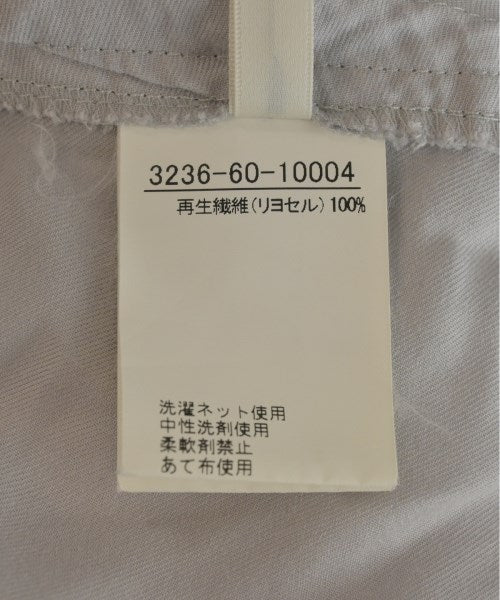 3236-60-10004
再生繊維(リヨセル)100%
洗濯ネット使用
中性洗剤使用
柔軟剤禁止
あて布使用